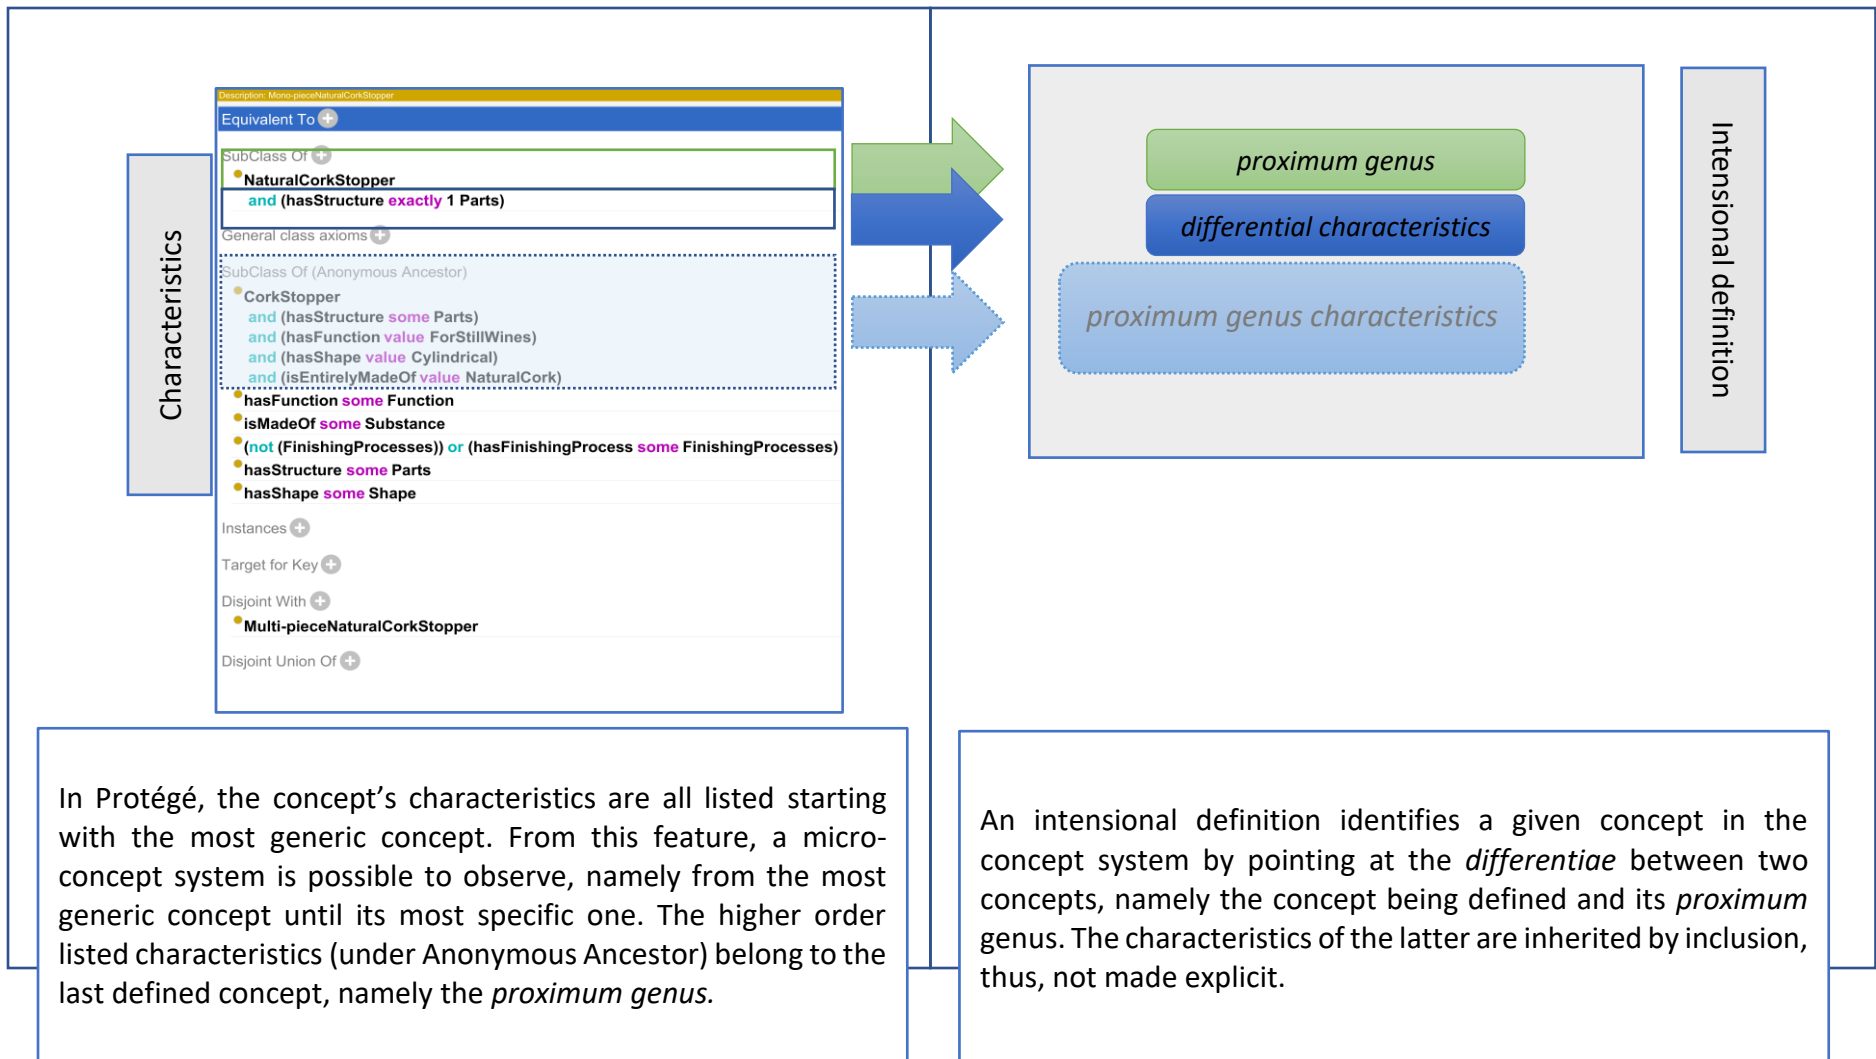 Characteristics
Description: Mono-pieceNaturalCorkStopper
Equivalent To
SubClass Of
NaturalCorkStopper
and (hasStructure exactly 1 Parts)
General class axioms
SubClass Of (Anonymous Ancestor)
CorkStopper
and (hasStructure some Parts)
and (hasFunction value ForStillWines)
and (hasShape value Cylindrical)
and (isEntirelyMadeOf value NaturalCork)
hasFunction some Function
isMadeOf some Substance
(not (FinishingProcesses)) or (hasFinishingProcess some FinishingProcesses)
hasStructure some Parts
hasShape some Shape
Instances
Target for Key
Disjoint With
Multi-pieceNaturalCorkStopper
Disjoint Union Of
In Protégé, the concept’s characteristics are all listed starting
with the most generic concept. From this feature, a micro-
concept system is possible to observe, namely from the most
generic concept until its most specific one. The higher order
listed characteristics (under Anonymous Ancestor) belong to the
last defined concept, namely the proximum genus.
proximum genus
differential characteristics
proximum genus characteristics
Intensional definition
An intensional definition identifies a given concept in the
concept system by pointing at the differentiae between two
concepts, namely the concept being defined and its proximum
genus. The characteristics of the latter are inherited by inclusion,
thus, not made explicit.